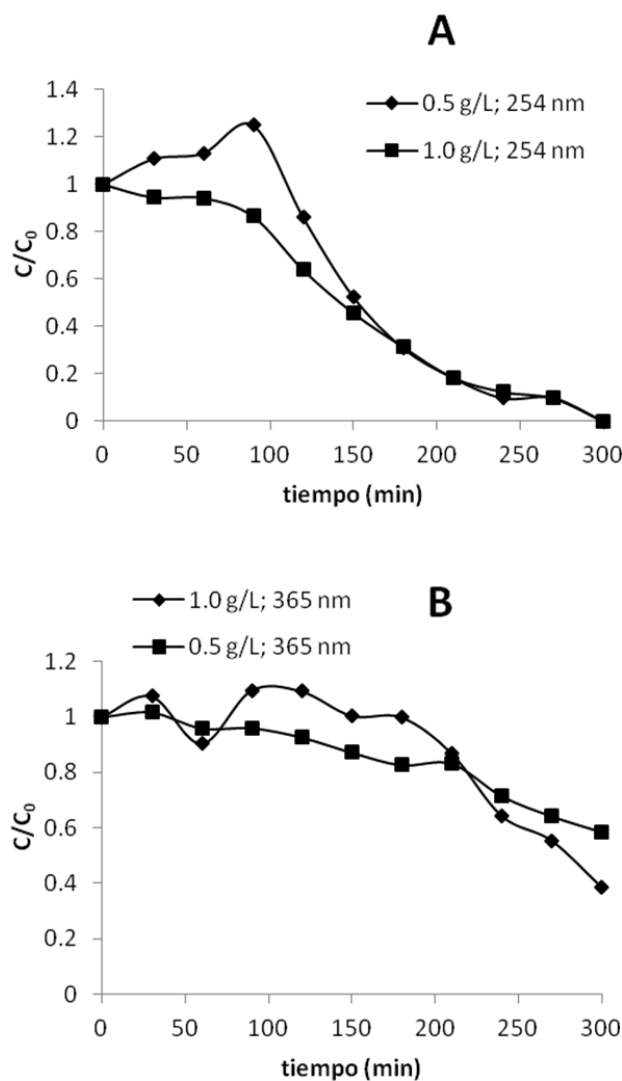 A
1.4
0.5 g/L; 254 nm
1.2
1.0 g/L; 254 nm
1
0.8
C/C₀
0.6
0.4
0.2
0
0 50 100 150 200 250 300
tiempo (min)
B
1.0 g/L; 365 nm
0.5 g/L; 365 nm
1.2
1
0.8
C/C₀
0.6
0.4
0.2
0
0 50 100 150 200 250 300
tiempo (min)